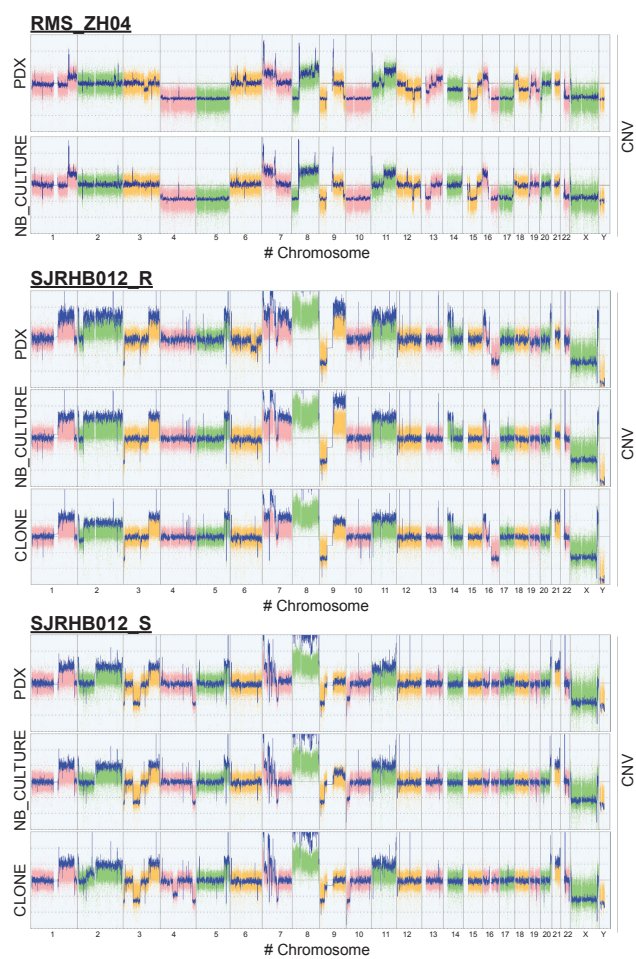 RMS_ZH04
PDX
NB_CULTURE
CNV
1 2 3 4 5 6 7 8 9 10 11 12 13 14 15 16 17 18 19 20 21 22 X Y
# Chromosome
SJRHB012_R
PDX
NB_CULTURE
CLONE
CNV
1 2 3 4 5 6 7 8 9 10 11 12 13 14 15 16 17 18 19 20 21 22 X Y
# Chromosome
SJRHB012_S
PDX
NB_CULTURE
CLONE
CNV
1 2 3 4 5 6 7 8 9 10 11 12 13 14 15 16 17 18 19 20 21 22 X Y
# Chromosome